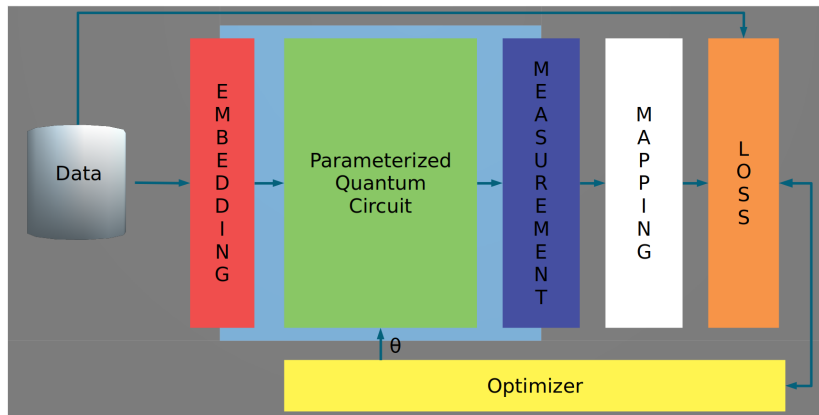 Data
EMBEDDING
Parameterized
Quantum
Circuit
MEASUREMENT
MAPPING
LOSS
θ
Optimizer